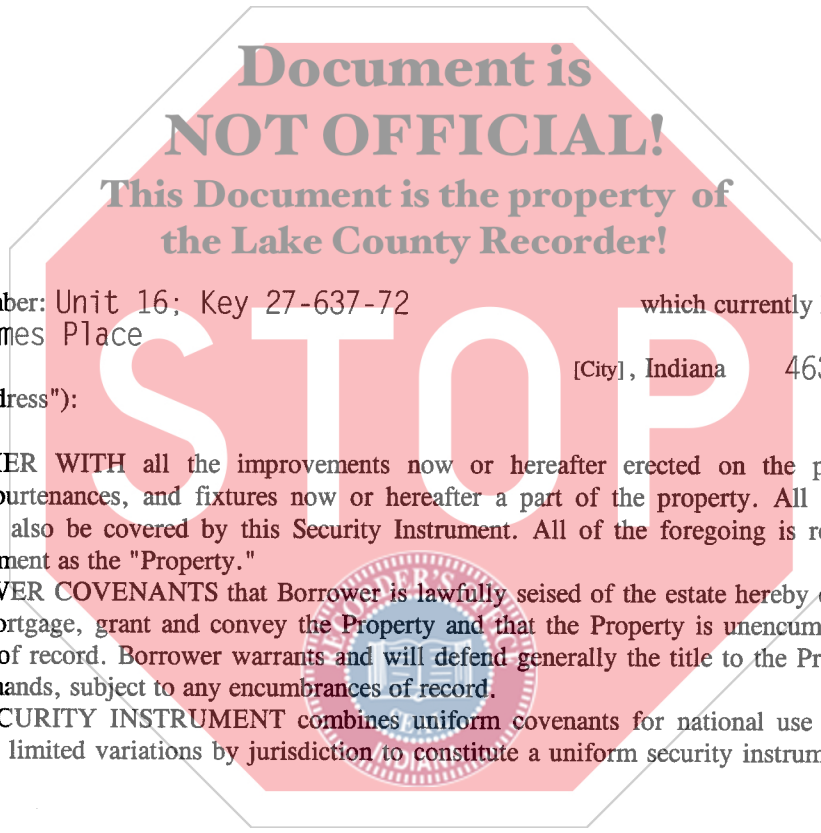 Document is
NOT OFFICIAL!
This Document is the property of
the Lake County Recorder!
ber: Unit 16; Key 27-637-72 which currently
mes Place
[City], Indiana 463
dress"):
STOP
ER WITH all the improvements now or hereafter erected on the p
purtenances, and fixtures now or hereafter a part of the property. All
also be covered by this Security Instrument. All of the foregoing is r
ment as the "Property."
VER COVENANTS that Borrower is lawfully seised of the estate hereby
ortgage, grant and convey the Property and that the Property is unencum
of record. Borrower warrants and will defend generally the title to the Pr
ands, subject to any encumbrances of record.
CURITY INSTRUMENT combines uniform covenants for national use
limited variations by jurisdiction to constitute a uniform security instrum
RECORDER'S OFFIC
INDIANA